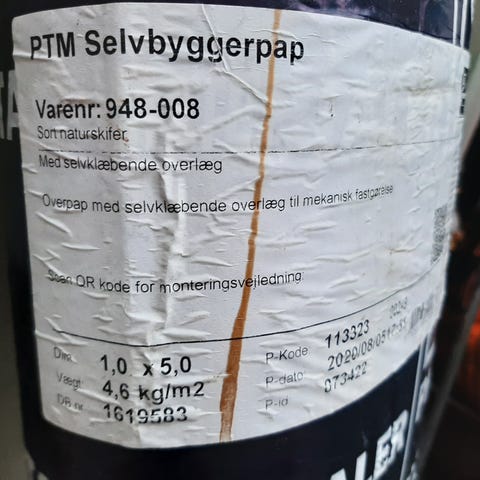 PTM Selvbyggerpap
Varenr: 948-008
Sort naturskifer
Med selvklæbende overlæg
Overpap med selvklæbende overlæg til mekanisk fastgørelse
Scan QR kode for monteringsvejledning:
Dim. 1,0 x 5,0
Vægt: 4,6 kg/m2
DB nr. 1619583
P-Kode: 113323
P-dato: 2020/08/05
P-id 073422
ALER